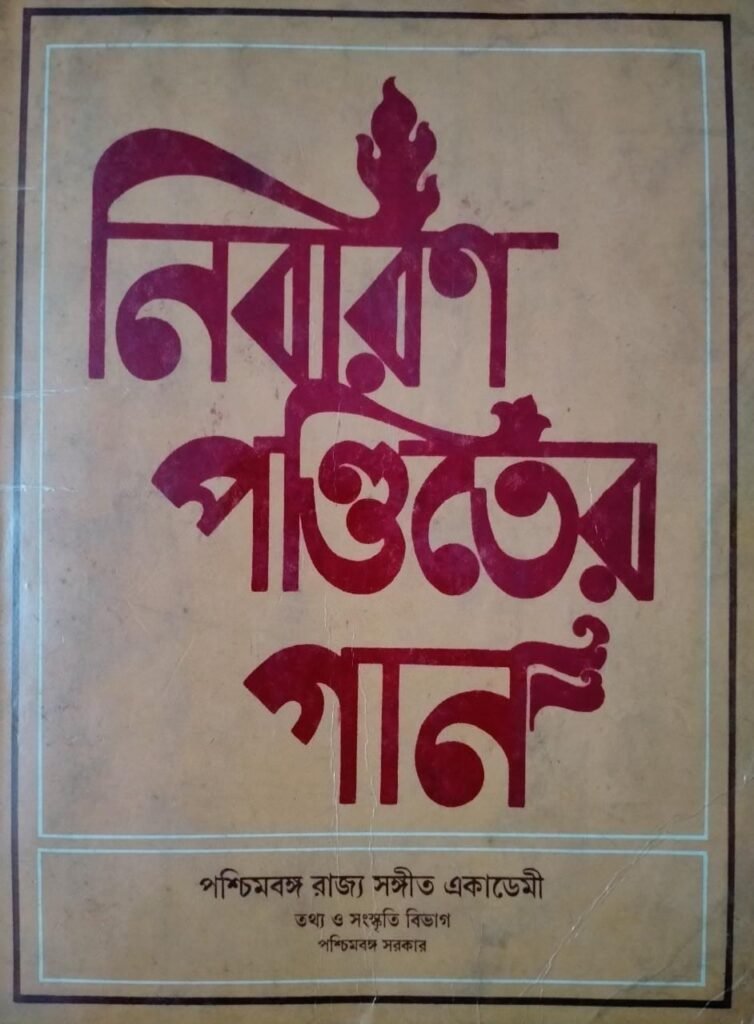 নিবারণ
পণ্ডিতের
গান
পশ্চিমবঙ্গ রাজ্য সঙ্গীত একাডেমী
তথ্য ও সংস্কৃতি বিভাগ
পশ্চিমবঙ্গ সরকার